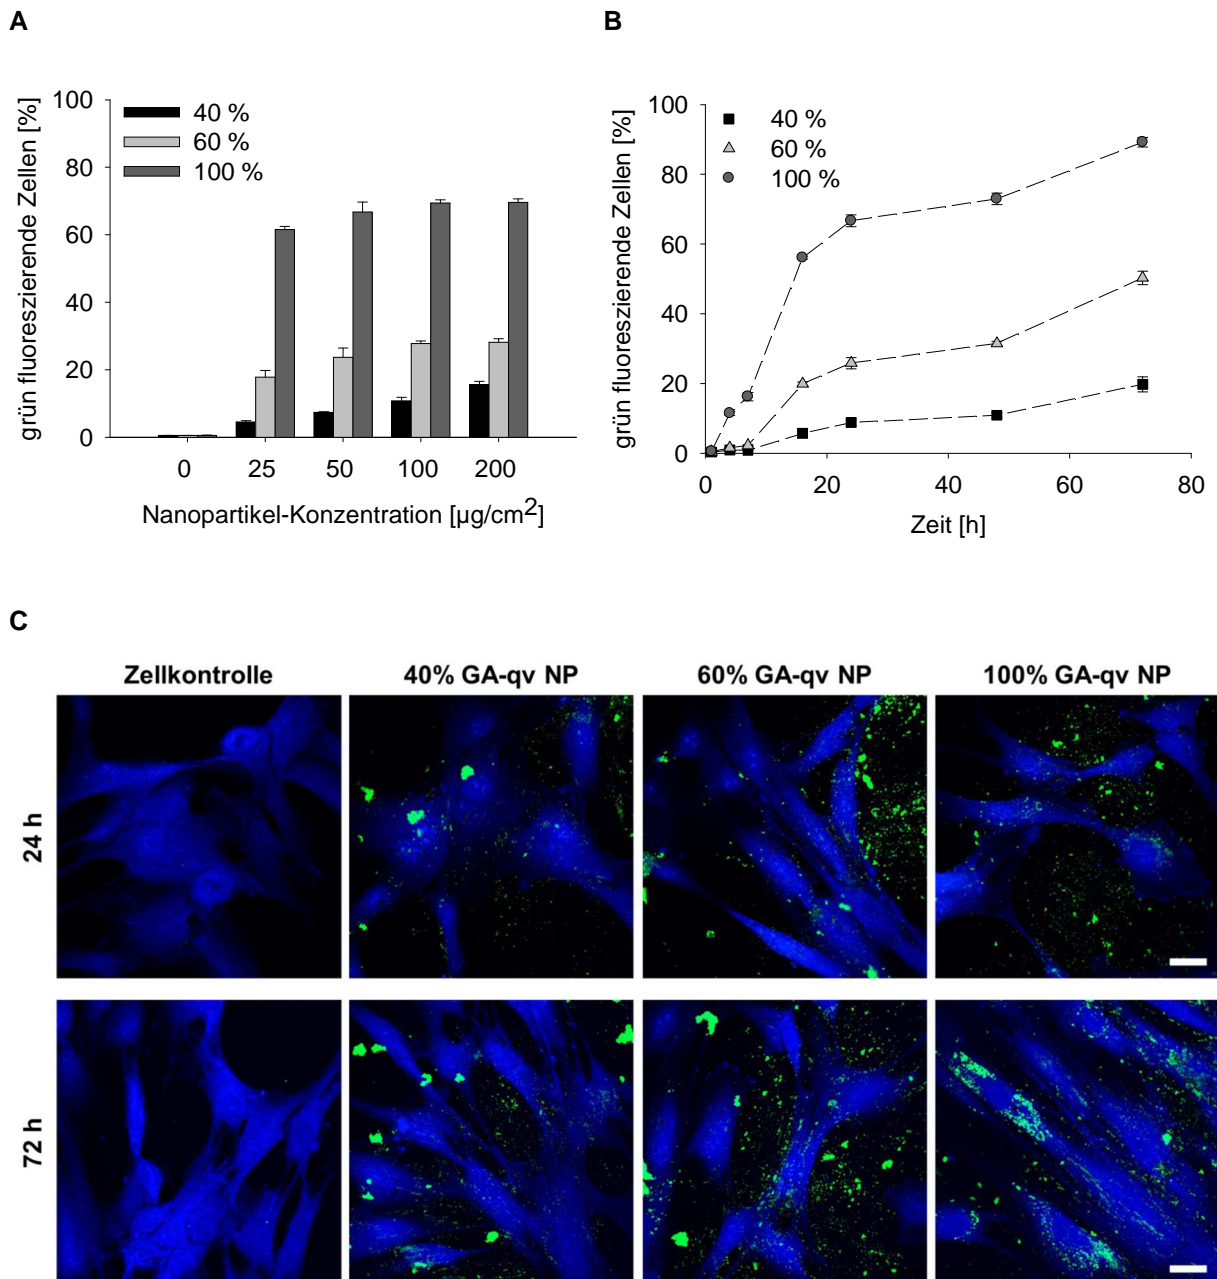 A
B
grün fluoreszierende Zellen [%]
100
80
60
40
20
0
40 %
60 %
100 %
0 25 50 100 200
Nanopartikel-Konzentration [µg/cm²]
grün fluoreszierende Zellen [%]
100
80
60
40
20
0
40 %
60 %
100 %
0 20 40 60 80
Zeit [h]
C
Zellkontrolle 40% GA-qv NP 60% GA-qv NP 100% GA-qv NP
24 h
72 h